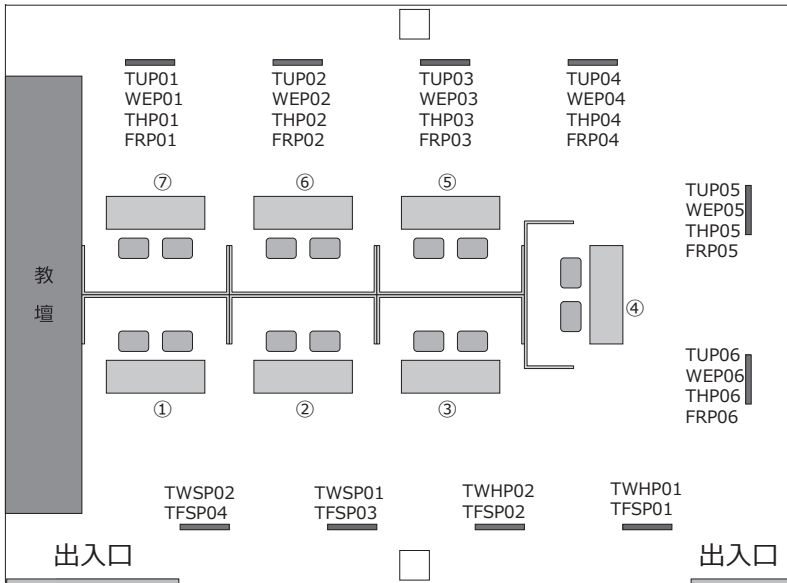 TUP01
WEP01
THP01
FRP01
TUP02
WEP02
THP02
FRP02
TUP03
WEP03
THP03
FRP03
TUP04
WEP04
THP04
FRP04
⑦
⑥
⑤
TUP05
WEP05
THP05
FRP05
教
壇
④
TUP06
WEP06
THP06
FRP06
①
②
③
TWSP02
TFSP04
TWSP01
TFSP03
TWHP02
TFSP02
TWHP01
TFSP01
出入口
出入口